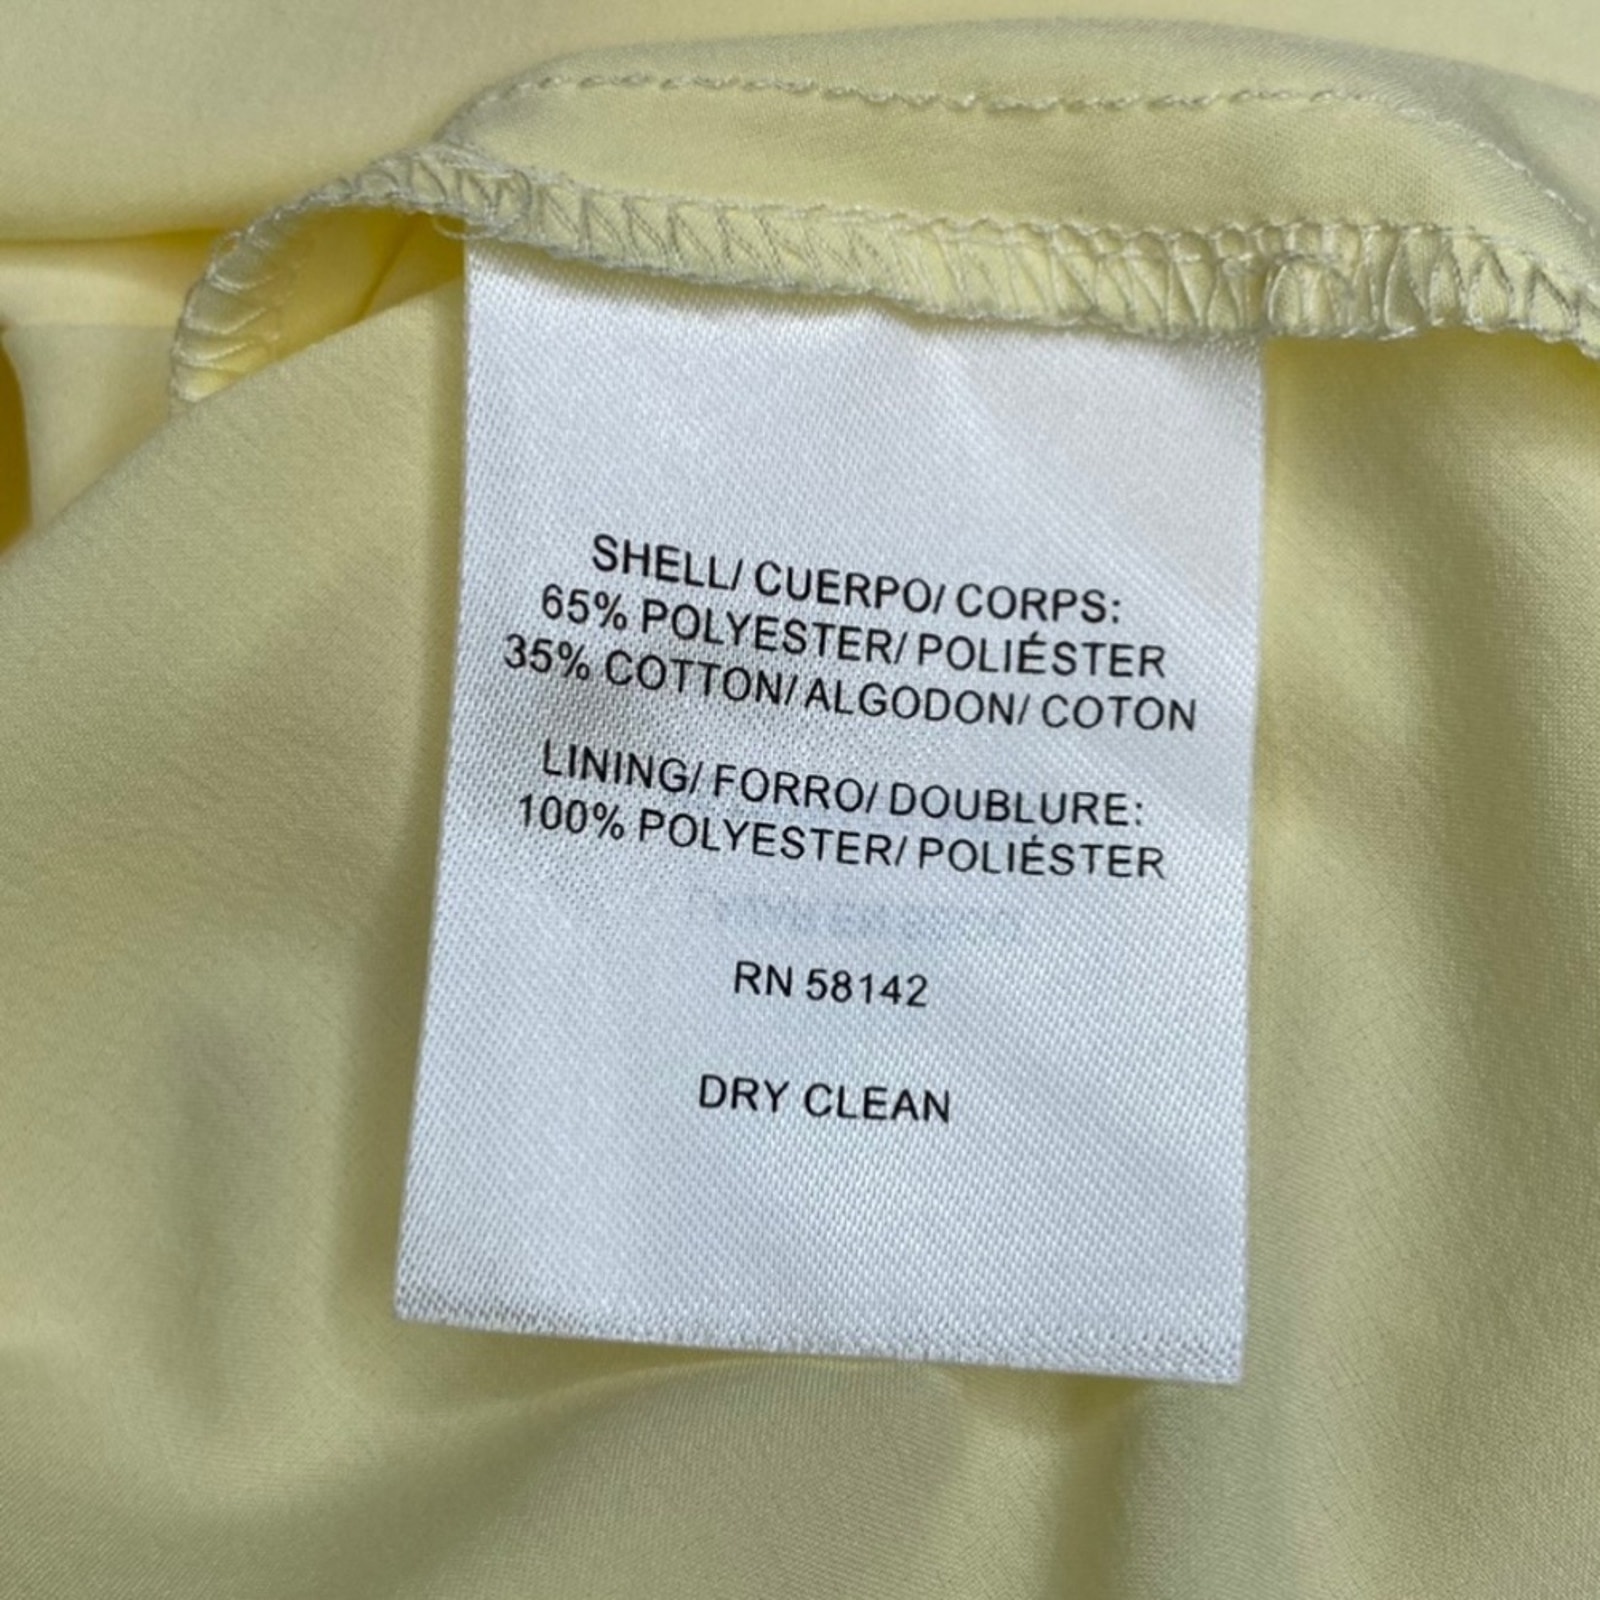 SHELL/ CUERPO/ CORPS:
65% POLYESTER/ POLIÉSTER
35% COTTON/ ALGODON/ COTON
LINING/ FORRO/ DOUBLURE:
100% POLYESTER/ POLIÉSTER
RN 58142
DRY CLEAN